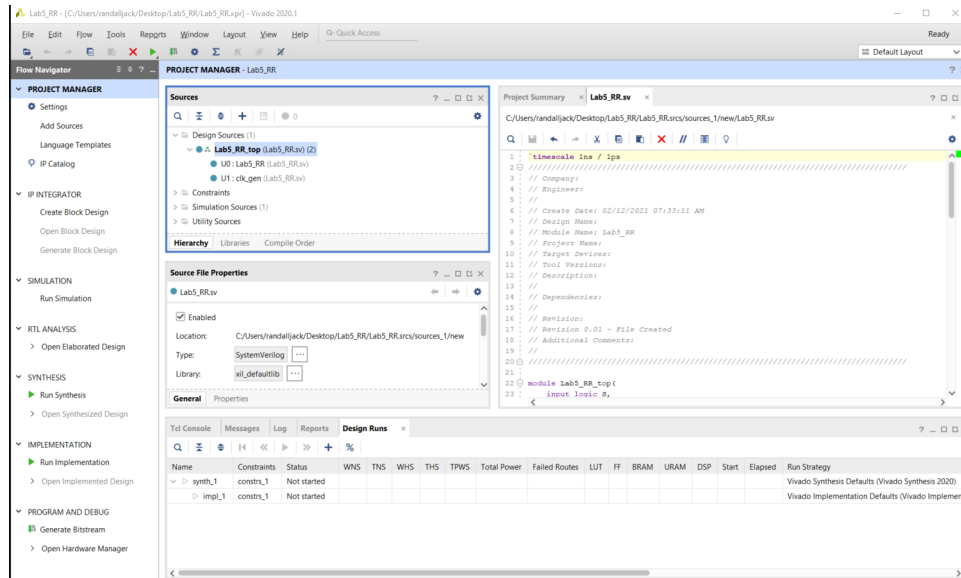 Lab5_RR - [C:/Users/randalljack/Desktop/Lab5_RR/Lab5_RR.xpr] - Vivado 2020.1
File Edit Flow Tools Reports Window Layout View Help Quick Access Ready
Default Layout
Flow Navigator
PROJECT MANAGER - Lab5_RR
PROJECT MANAGER
Settings
Add Sources
Language Templates
IP Catalog
IP INTEGRATOR
Create Block Design
Open Block Design
Generate Block Design
SIMULATION
Run Simulation
RTL ANALYSIS
Open Elaborated Design
SYNTHESIS
Run Synthesis
Open Synthesized Design
IMPLEMENTATION
Run Implementation
Open Implemented Design
PROGRAM AND DEBUG
Generate Bitstream
Open Hardware Manager
Sources
0
Design Sources (1)
Lab5_RR_top (Lab5_RR.sv) (2)
U0 : Lab5_RR (Lab5_RR.sv)
U1 : clk_gen (Lab5_RR.sv)
Constraints
Simulation Sources (1)
Utility Sources
Hierarchy Libraries Compile Order
Source File Properties
Lab5_RR.sv
Enabled
Location: C:/Users/randalljack/Desktop/Lab5_RR/Lab5_RR.srcs/sources_1/new
Type: SystemVerilog
Library: xil_defaultlib
General Properties
Project Summary Lab5_RR.sv
C:/Users/randalljack/Desktop/Lab5_RR/Lab5_RR.srcs/sources_1/new/Lab5_RR.sv
1 `timescale 1ns / 1ps
2 //////////////////////////////////////////////////////////////////////////////////
3 // Company:
4 // Engineer:
5 //
6 // Create Date: 02/12/2021 07:33:11 AM
7 // Design Name:
8 // Module Name: Lab5_RR
9 // Project Name:
10 // Target Devices:
11 // Tool Versions:
12 // Description:
13 //
14 // Dependencies:
15 //
16 // Revision:
17 // Revision 0.01 - File Created
18 // Additional Comments:
19 //
20 //////////////////////////////////////////////////////////////////////////////////
21
22 module Lab5_RR_top(
23 input logic S,
Tcl Console Messages Log Reports Design Runs
Name Constraints Status WNS TNS WHS THS TPWS Total Power Failed Routes LUT FF BRAM URAM DSP Start Elapsed Run Strategy
synth_1 constrs_1 Not started Vivado Synthesis Defaults (Vivado Synthesis 2020)
impl_1 constrs_1 Not started Vivado Implementation Defaults (Vivado Implemen